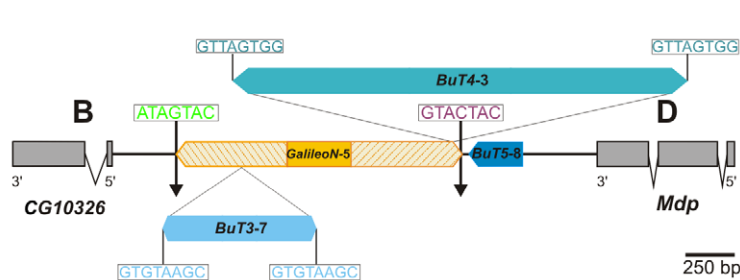 GTTAGTGG GTTAGTGG
BuT4-3
B ATAGTAC GTACTAC D
GalileoN-5 BuT5-8
3' 5' 3' 5'
CG10326 Mdp
BuT3-7
GTGTAAGC GTGTAAGC
250 bp